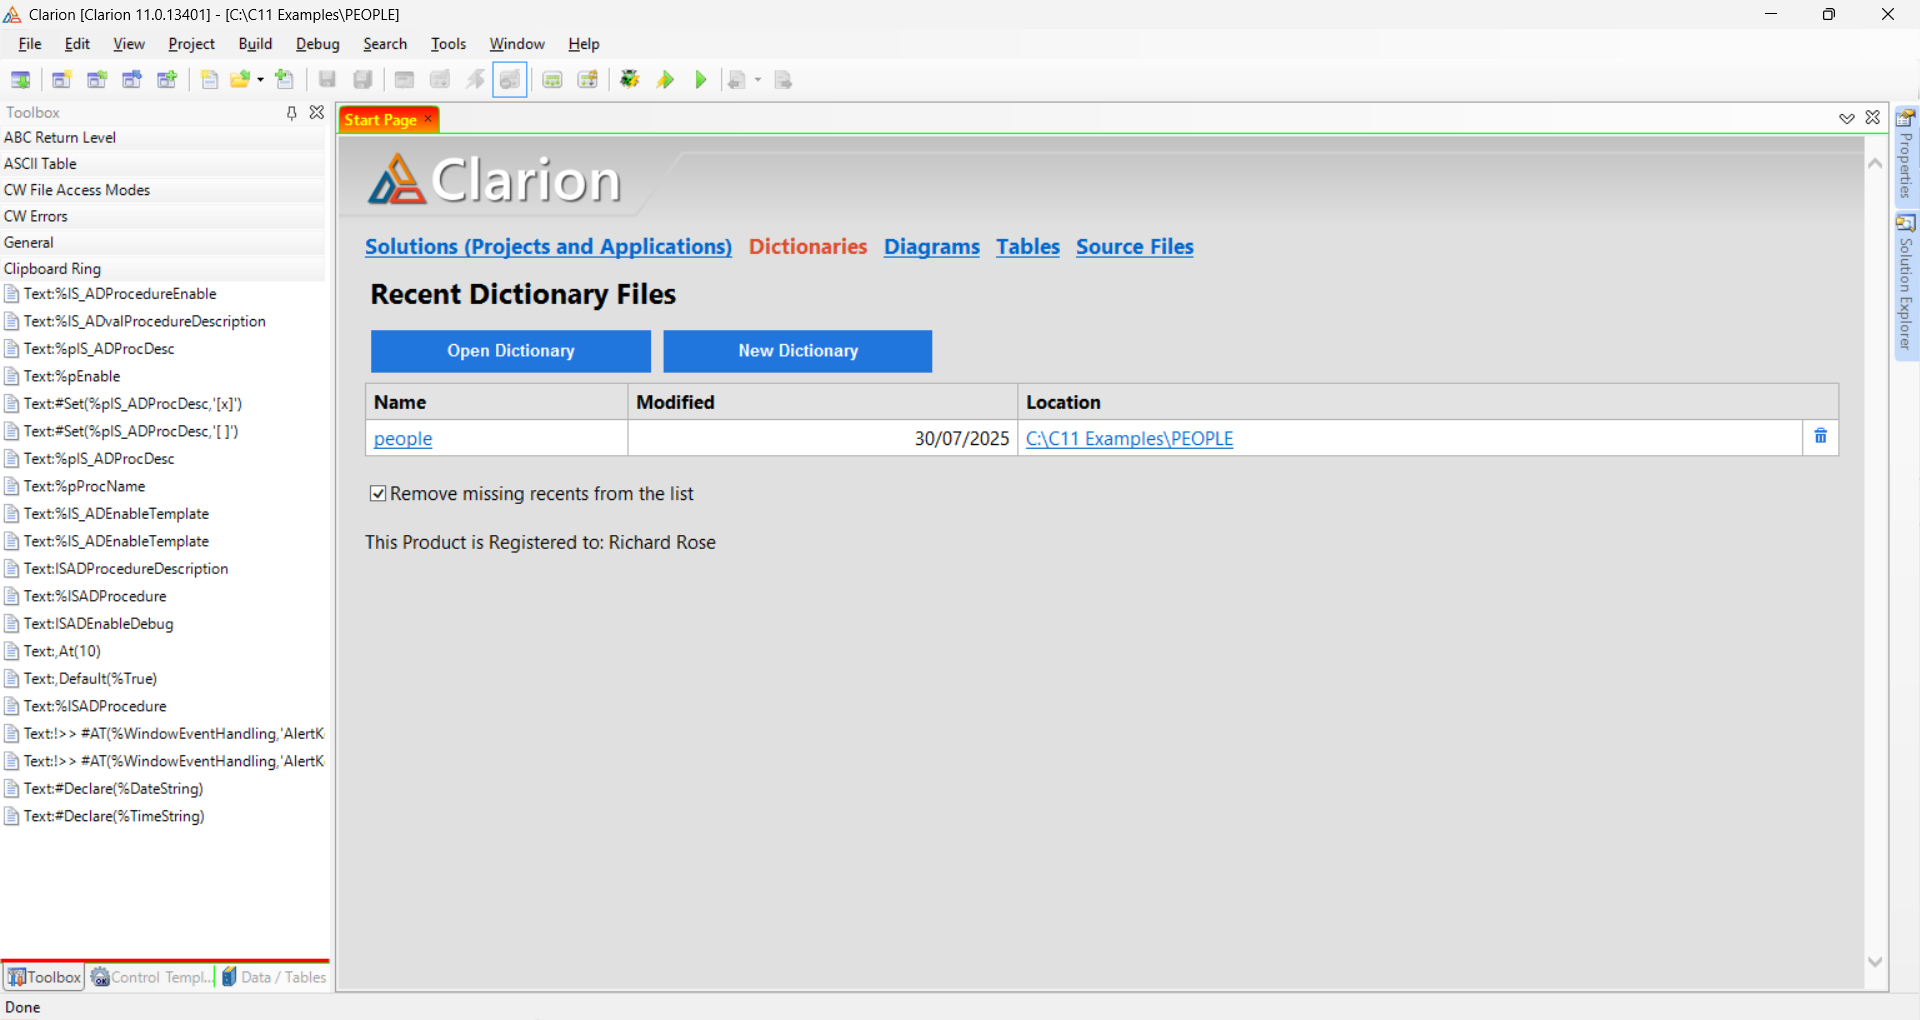 Clarion [Clarion 11.0.13401] - [C:\C11 Examples\PEOPLE]
File Edit View Project Build Debug Search Tools Window Help
Toolbox
ABC Return Level
ASCII Table
CW File Access Modes
CW Errors
General
Clipboard Ring
Text:%IS_ADProcedureEnable
Text:%IS_ADvalProcedureDescription
Text:%pIS_ADProcDesc
Text:%pEnable
Text:#Set(%pIS_ADProcDesc,'[x]')
Text:#Set(%pIS_ADProcDesc,'[ ]')
Text:%pIS_ADProcDesc
Text:%pProcName
Text:%IS_ADEnableTemplate
Text:%IS_ADEnableTemplate
Text:ISADProcedureDescription
Text:%ISADProcedure
Text:ISADEnableDebug
Text:,At(10)
Text:,Default(%True)
Text:%ISADProcedure
Text:!>> #AT(%WindowEventHandling,'AlertK
Text:!>> #AT(%WindowEventHandling,'AlertK
Text:#Declare(%DateString)
Text:#Declare(%TimeString)
Toolbox Control Templ... Data / Tables
Start Page
Clarion
Solutions (Projects and Applications) Dictionaries Diagrams Tables Source Files
Recent Dictionary Files
Open Dictionary New Dictionary
Name Modified Location
people 30/07/2025 C:\C11 Examples\PEOPLE
Remove missing recents from the list
This Product is Registered to: Richard Rose
Properties
Solution Explorer
Done